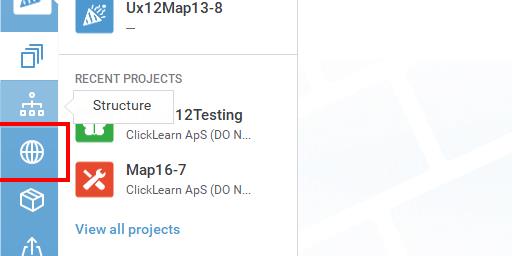 Ux12Map13-8
—
RECENT PROJECTS
Structure
12Testing
ClickLearn ApS (DO N...
Map16-7
ClickLearn ApS (DO N...
View all projects